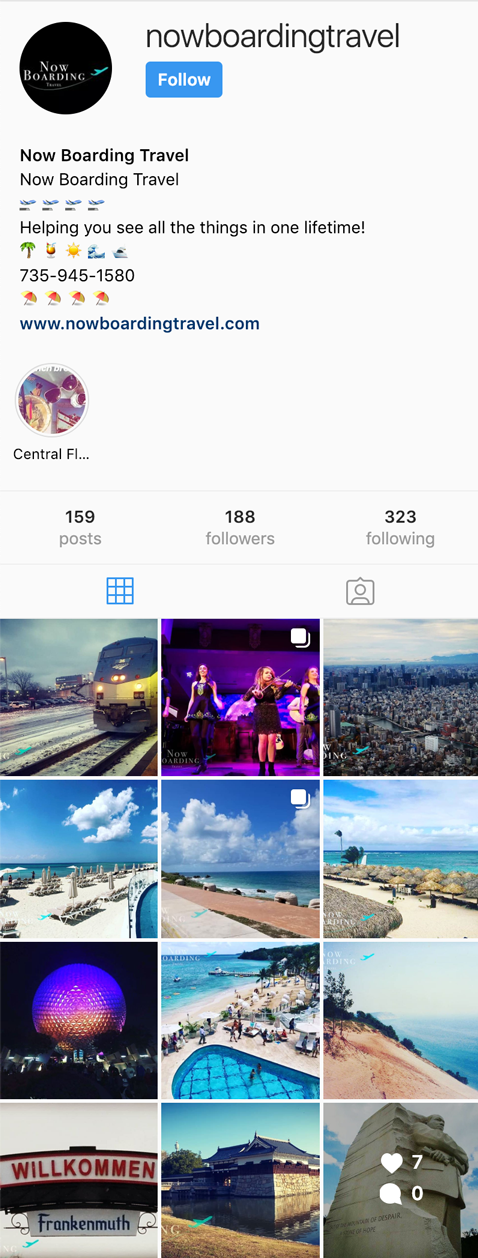 nowboardingtravel
NOW
BOARDING
TRAVEL
Follow
Now Boarding Travel
Now Boarding Travel
Helping you see all the things in one lifetime!
735-945-1580
www.nowboardingtravel.com
Central Fl...
159
188
323
posts
followers
following
NOW
BOARDING
WILLKOMMEN
Frankenmuth
7
0